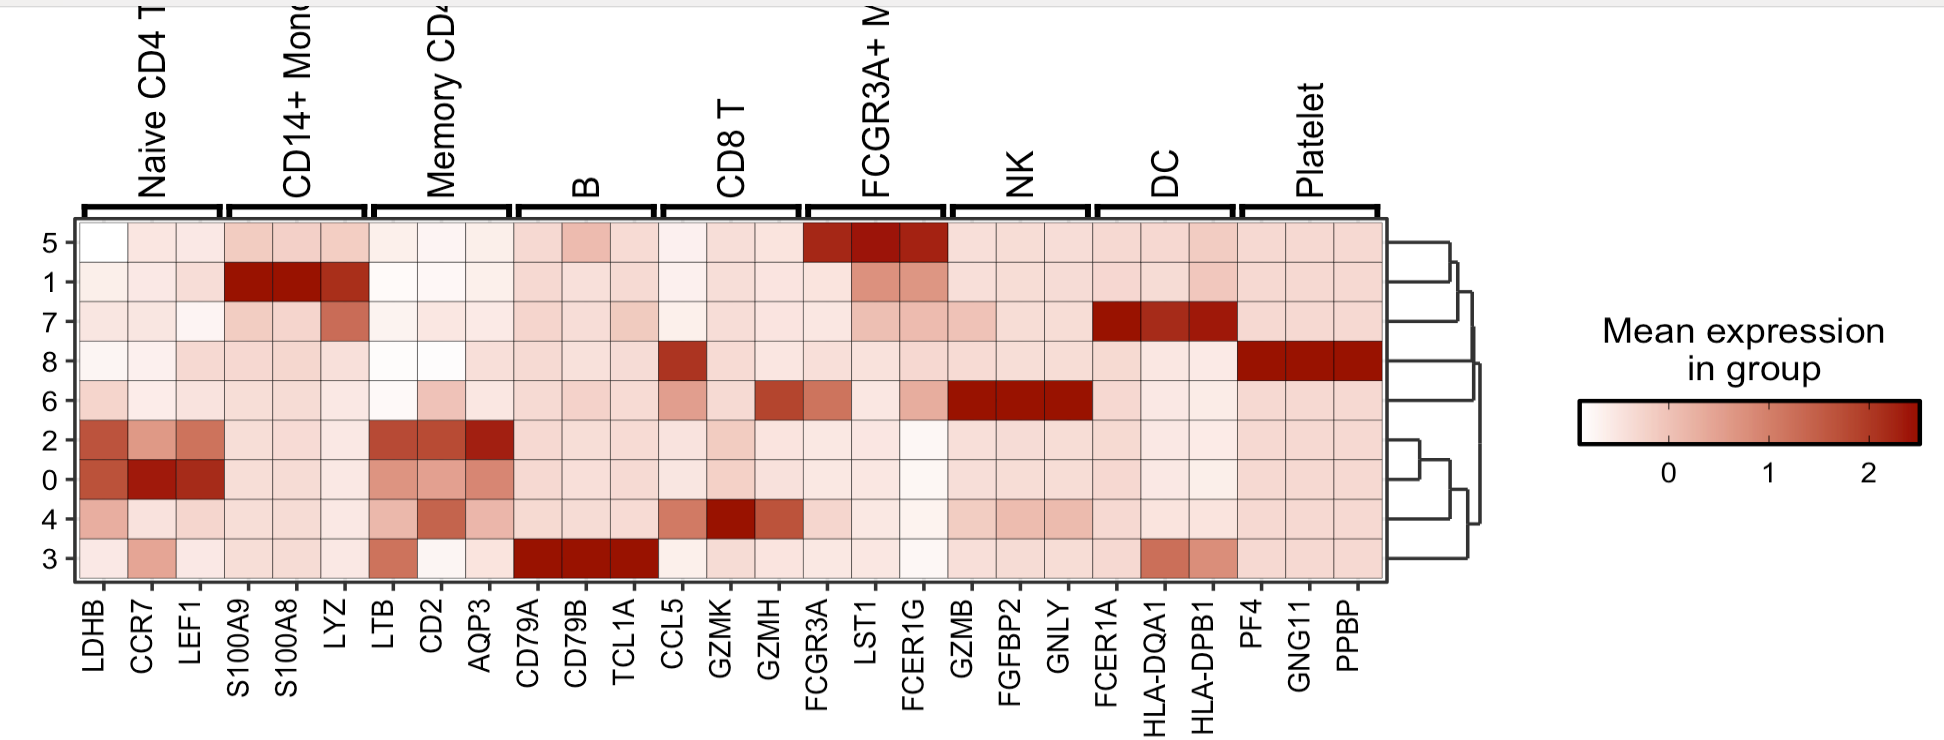 Naive CD4 T
CD14+
Memory
B
CD8 T
FCGR3A+
NK
DC
Platelet
5
1
7
8
6
2
0
4
3
LDHB
CCR7
LEF1
S100A9
S100A8
LYZ
LTB
CD2
AQP3
CD79A
CD79B
TCL1A
CCL5
GZMK
GZMH
FCGR3A
LST1
FCER1G
GZMB
FGFBP2
GNLY
FCER1A
HLA-DQA1
HLA-DPB1
PF4
GNG11
PPBP
Mean expression
in group
0 1 2